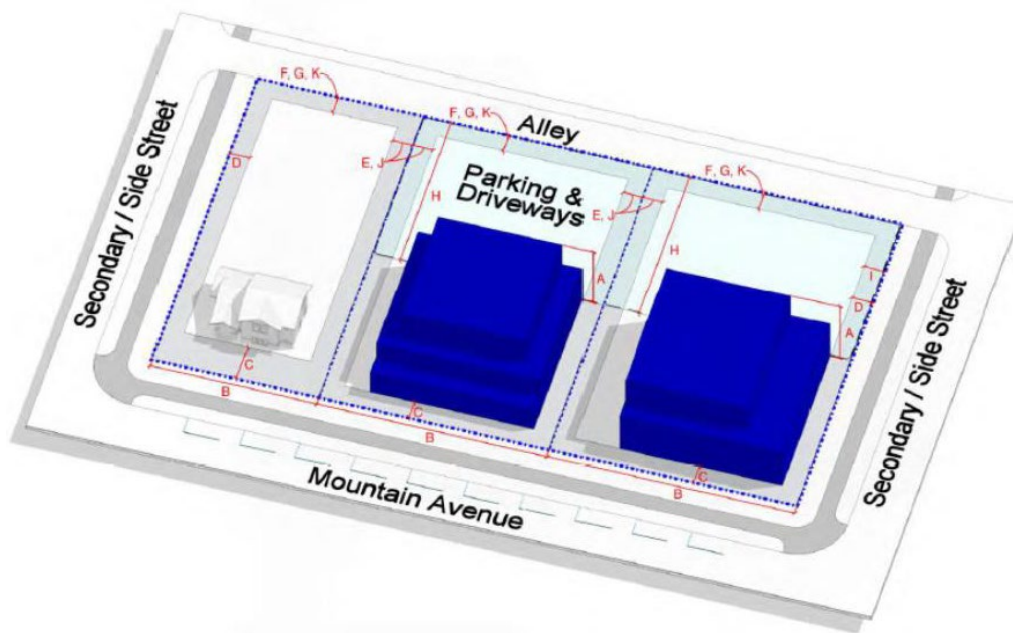 F, G, K
F, G, K
Alley
F, G, K
D
E, J
Parking &
Driveways
H
E, J
H
A
I
D
A
Secondary / Side Street
Secondary / Side Street
C
B
C
B
C
B
Mountain Avenue